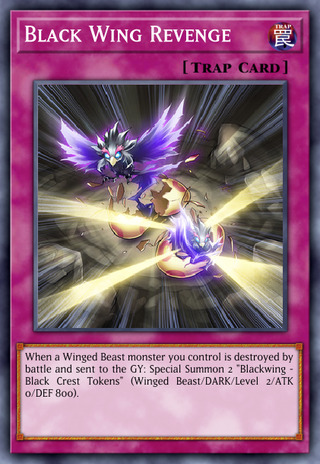 Black Wing Revenge
TRAP
罠
[Trap Card]
When a Winged Beast monster you control is destroyed by
battle and sent to the GY: Special Summon 2 "Blackwing -
Black Crest Tokens" (Winged Beast/DARK/Level 2/ATK
0/DEF 800).